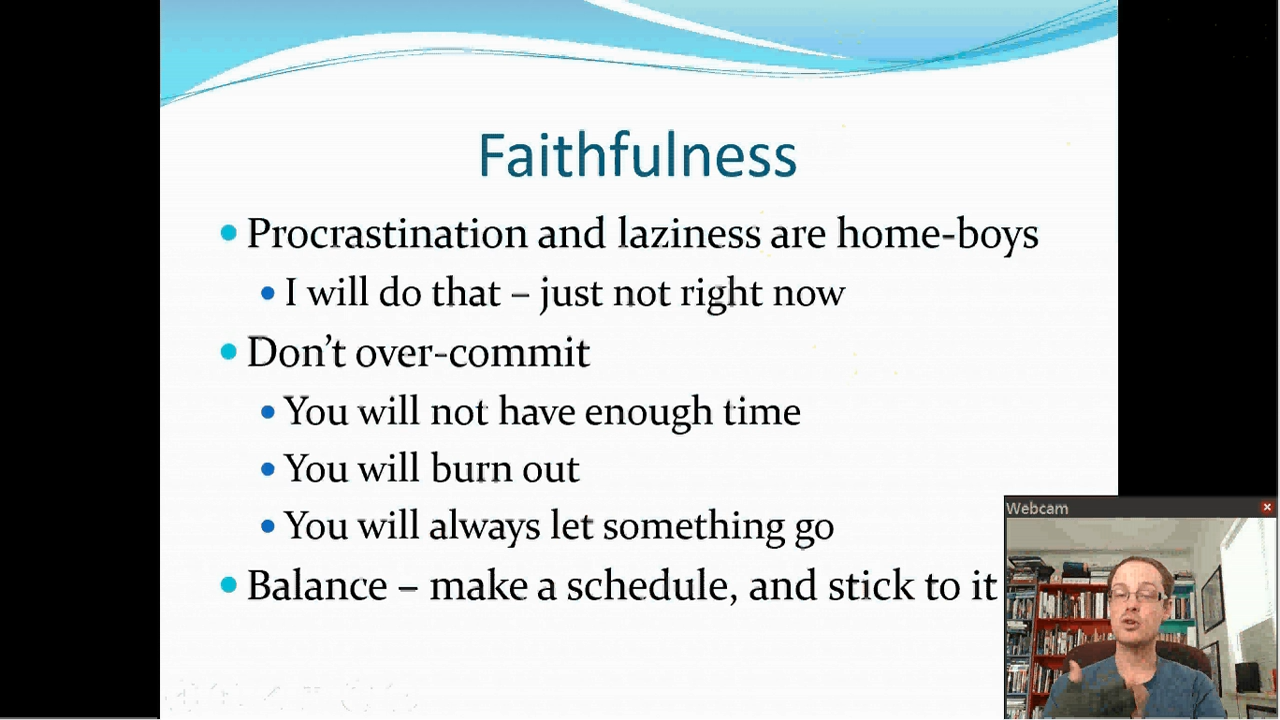 Faithfulness
Procrastination and laziness are home-boys
I will do that – just not right now
Don’t over-commit
You will not have enough time
You will burn out
You will always let something go
Balance – make a schedule, and stick to it
Webcam